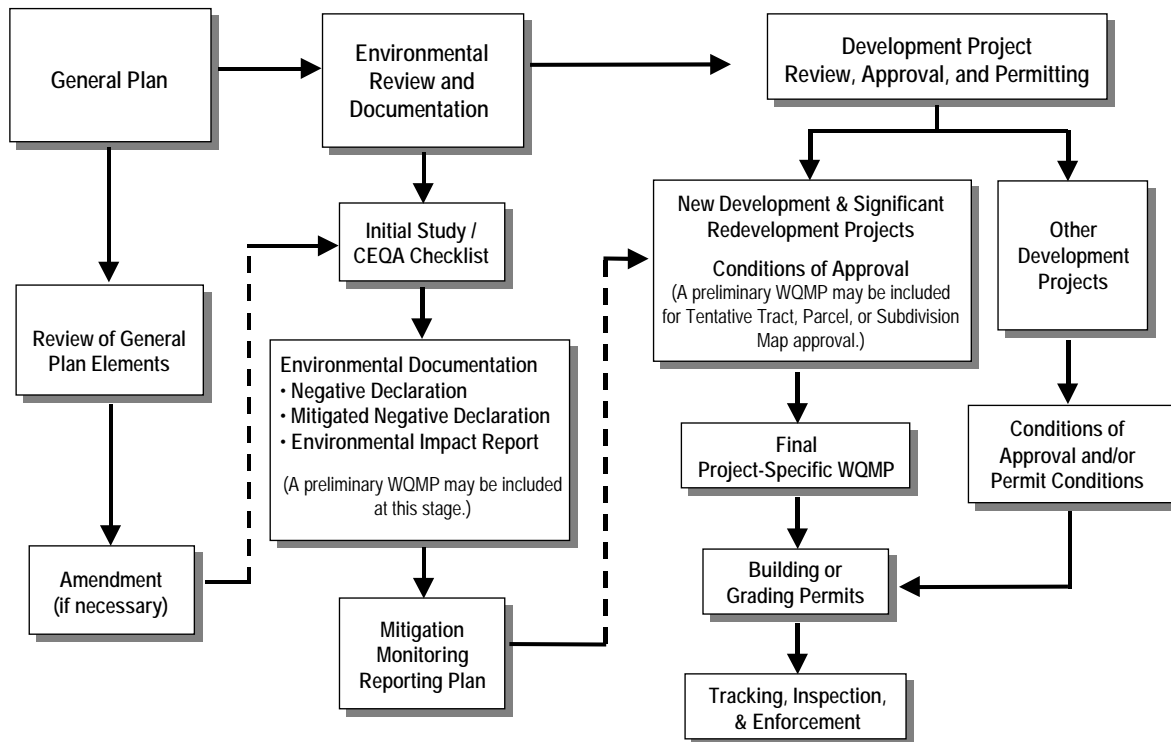 General Plan
Environmental
Review and
Documentation
Development Project
Review, Approval, and Permitting
Initial Study /
CEQA Checklist
New Development & Significant
Redevelopment Projects
Conditions of Approval
(A preliminary WQMP may be included
for Tentative Tract, Parcel, or Subdivision
Map approval.)
Other
Development
Projects
Review of General
Plan Elements
Environmental Documentation
• Negative Declaration
• Mitigated Negative Declaration
• Environmental Impact Report
(A preliminary WQMP may be included
at this stage.)
Final
Project-Specific WQMP
Conditions of
Approval and/or
Permit Conditions
Amendment
(if necessary)
Building or
Grading Permits
Mitigation
Monitoring
Reporting Plan
Tracking, Inspection,
& Enforcement